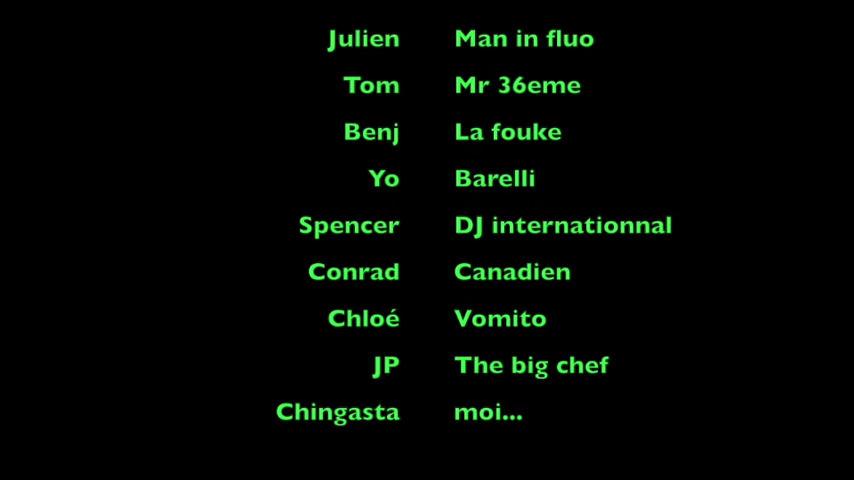 Julien Man in fluo
Tom Mr 36eme
Benj La fouke
Yo Barelli
Spencer DJ internationnal
Conrad Canadien
Chloé Vomito
JP The big chef
Chingasta moi...